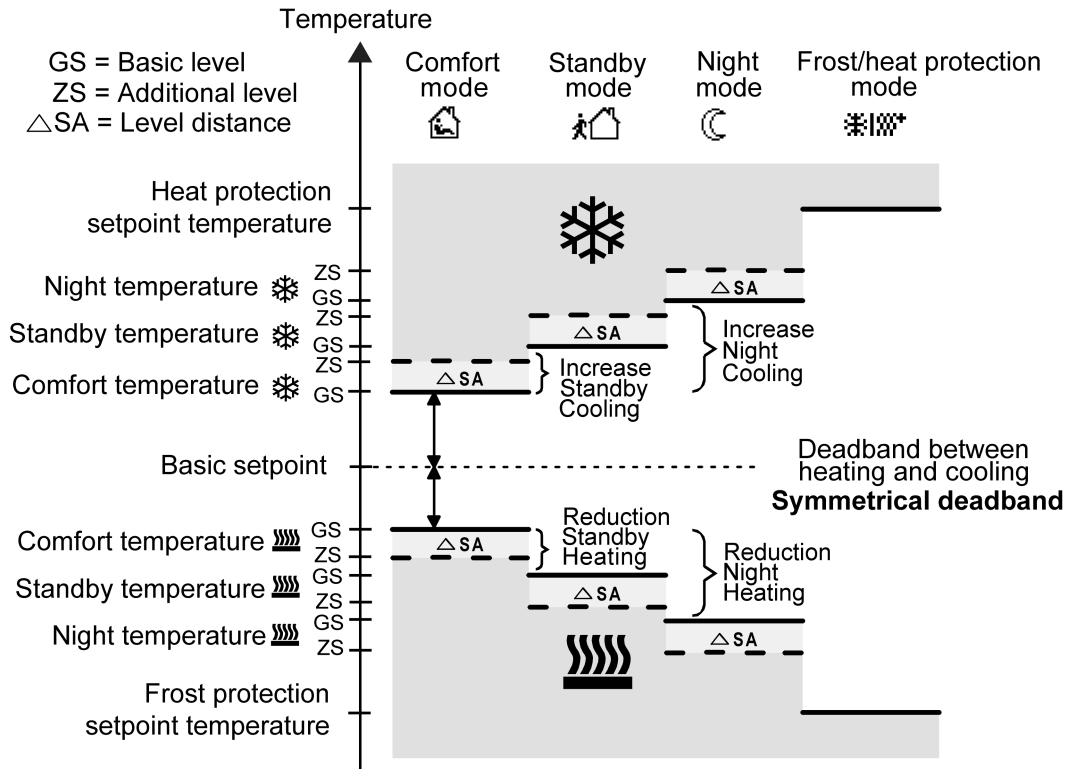 Temperature
GS = Basic level
ZS = Additional level
△SA = Level distance
Comfort
mode
Standby
mode
Night
mode
Frost/heat protection
mode
Heat protection
setpoint temperature
Night temperature
ZS
GS
Standby temperature
ZS
GS
Comfort temperature
ZS
GS
△SA
△SA
△SA
Increase
Standby
Cooling
Increase
Night
Cooling
Basic setpoint
Deadband between
heating and cooling
Symmetrical deadband
Comfort temperature
GS
ZS
Standby temperature
GS
ZS
Night temperature
GS
ZS
△SA
△SA
△SA
Reduction
Standby
Heating
Reduction
Night
Heating
Frost protection
setpoint temperature